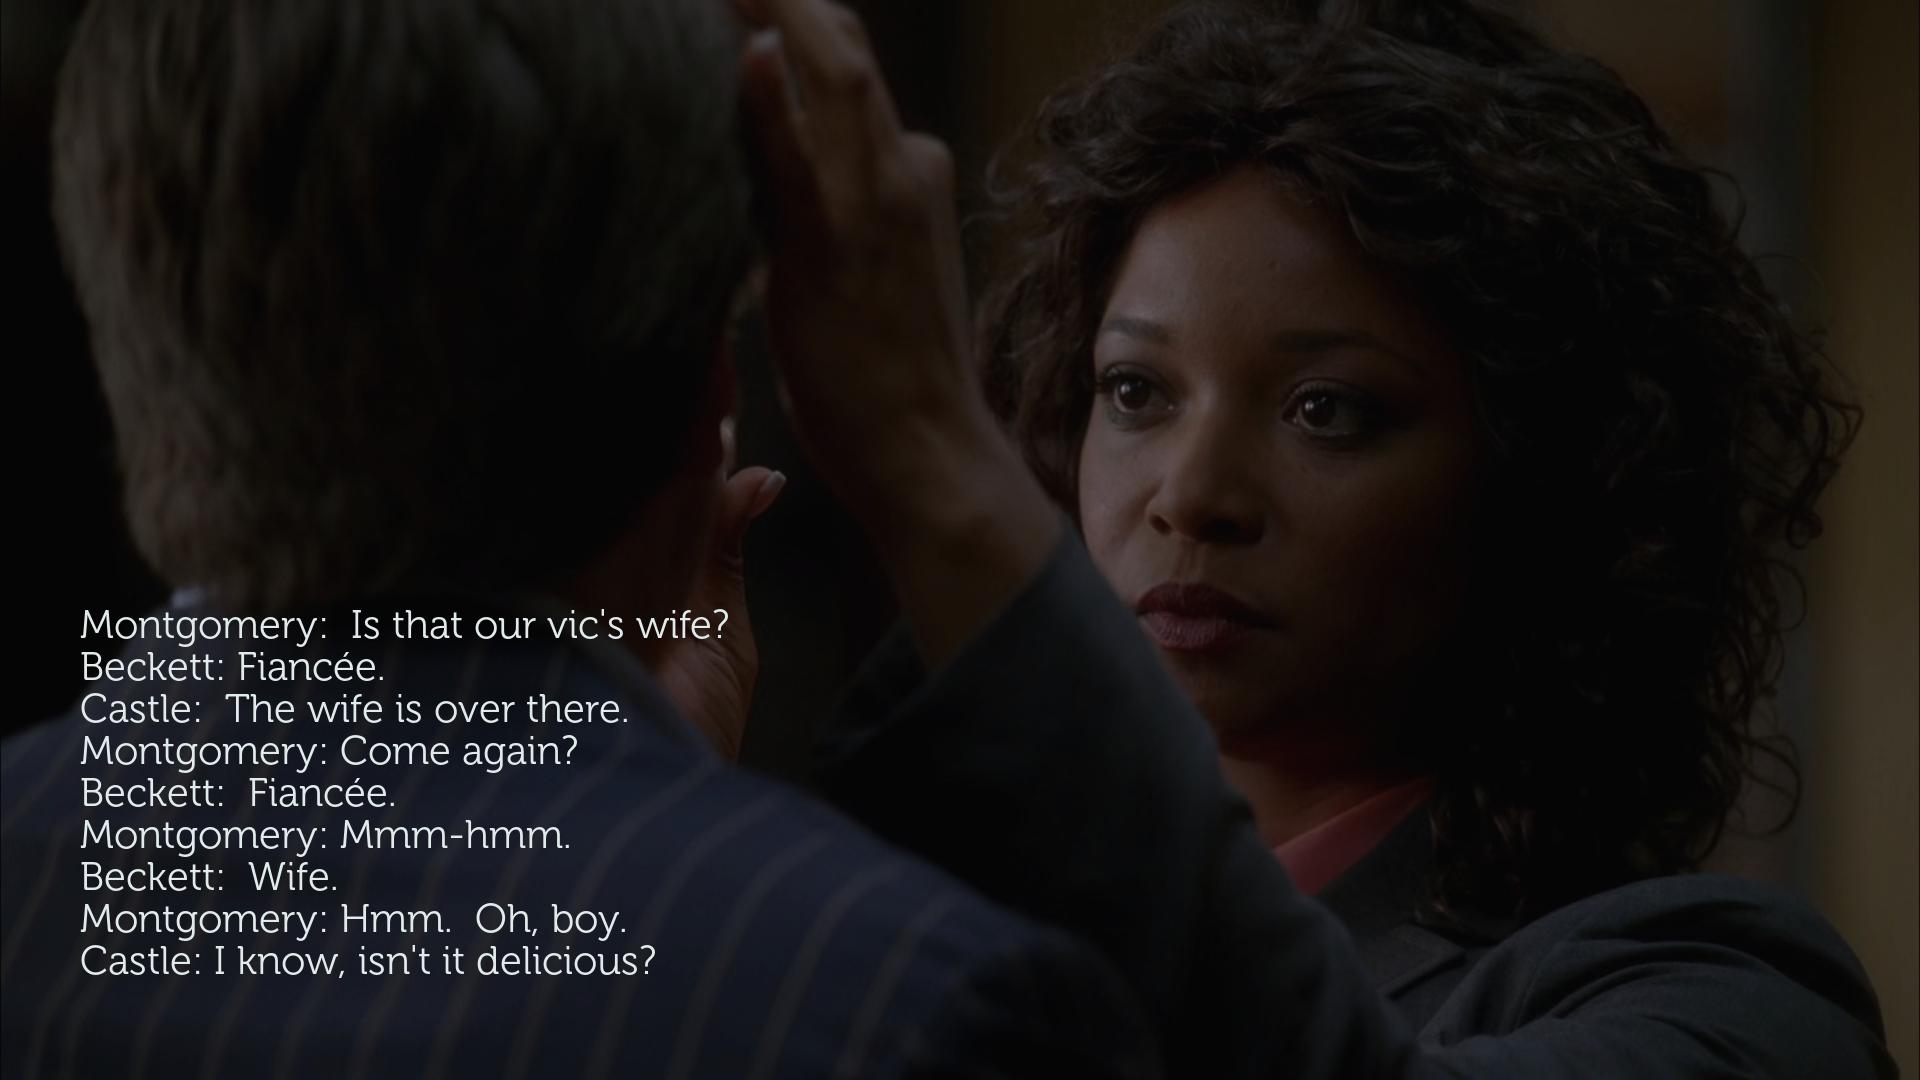 Montgomery:  Is that our vic's wife?
Beckett: Fiancée.
Castle:  The wife is over there.
Montgomery: Come again?
Beckett:  Fiancée.
Montgomery: Mmm-hmm.
Beckett:  Wife.
Montgomery: Hmm.  Oh, boy.
Castle: I know, isn't it delicious?